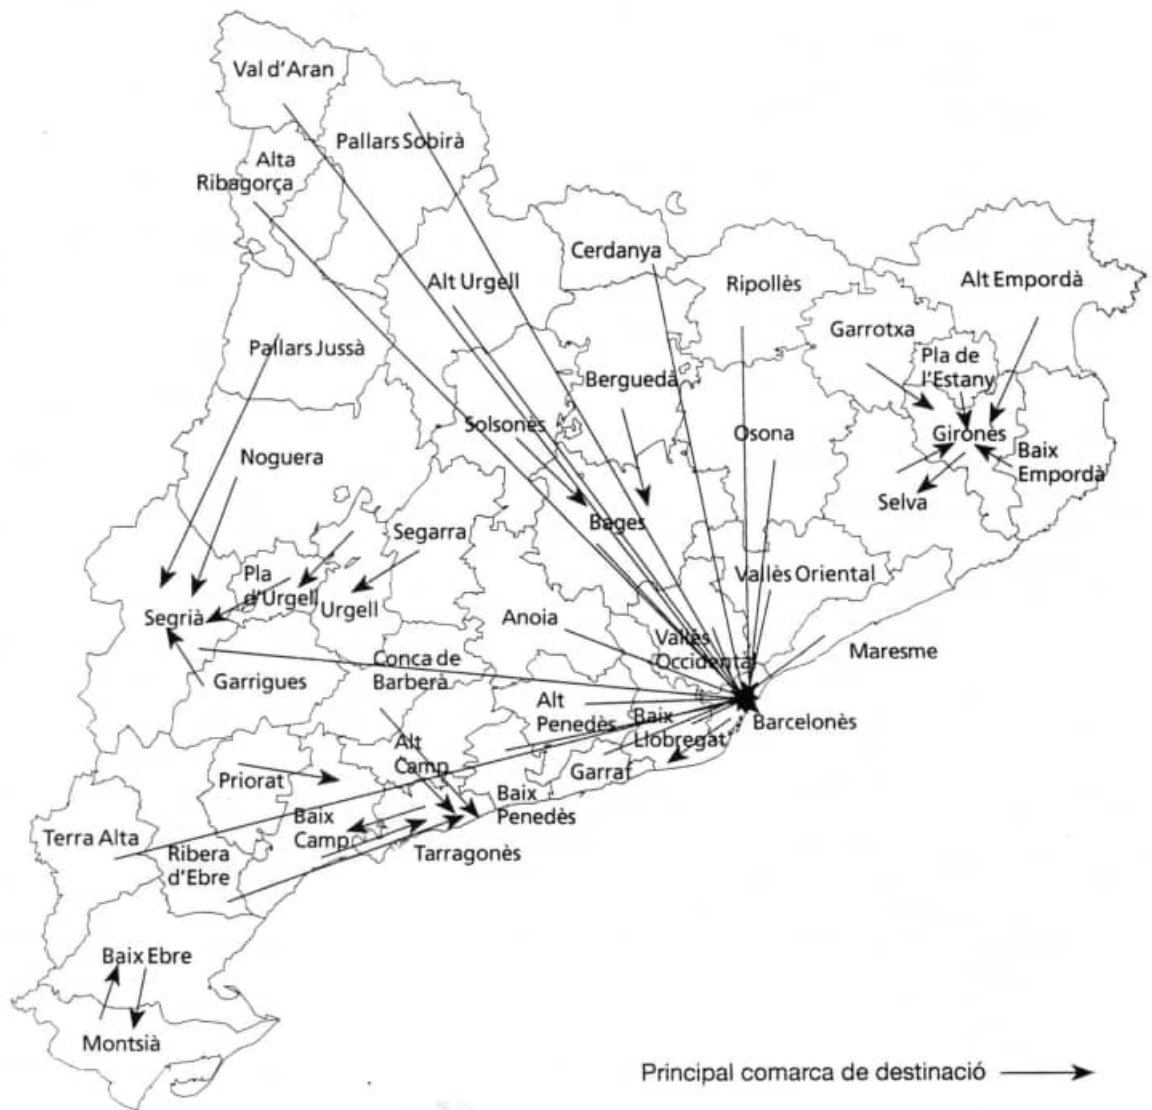 Val d'Aran
Pallars Sobirà
Alta
Ribagorça
Cerdanya
Alt Urgell
Ripollès
Alt Empordà
Garrotxa
Pallars Jussà
Pla de
l'Estany
Berguedà
Solsonès
Osona
Gironès
Noguera
Baix
Empordà
Selva
Bages
Segarra
Pla
d'Urgell
Vallès Oriental
Urgell
Segrià
Anoia
Vallès
Occidental
Maresme
Conca de
Barberà
Garrigues
Alt
Penedès
Baix
Llobregat
Barcelonès
Alt
Camp
Garraf
Priorat
Baix
Penedès
Baix
Camp
Terra Alta
Tarragonès
Ribera
d'Ebre
Baix Ebre
Montsià
Principal comarca de destinació